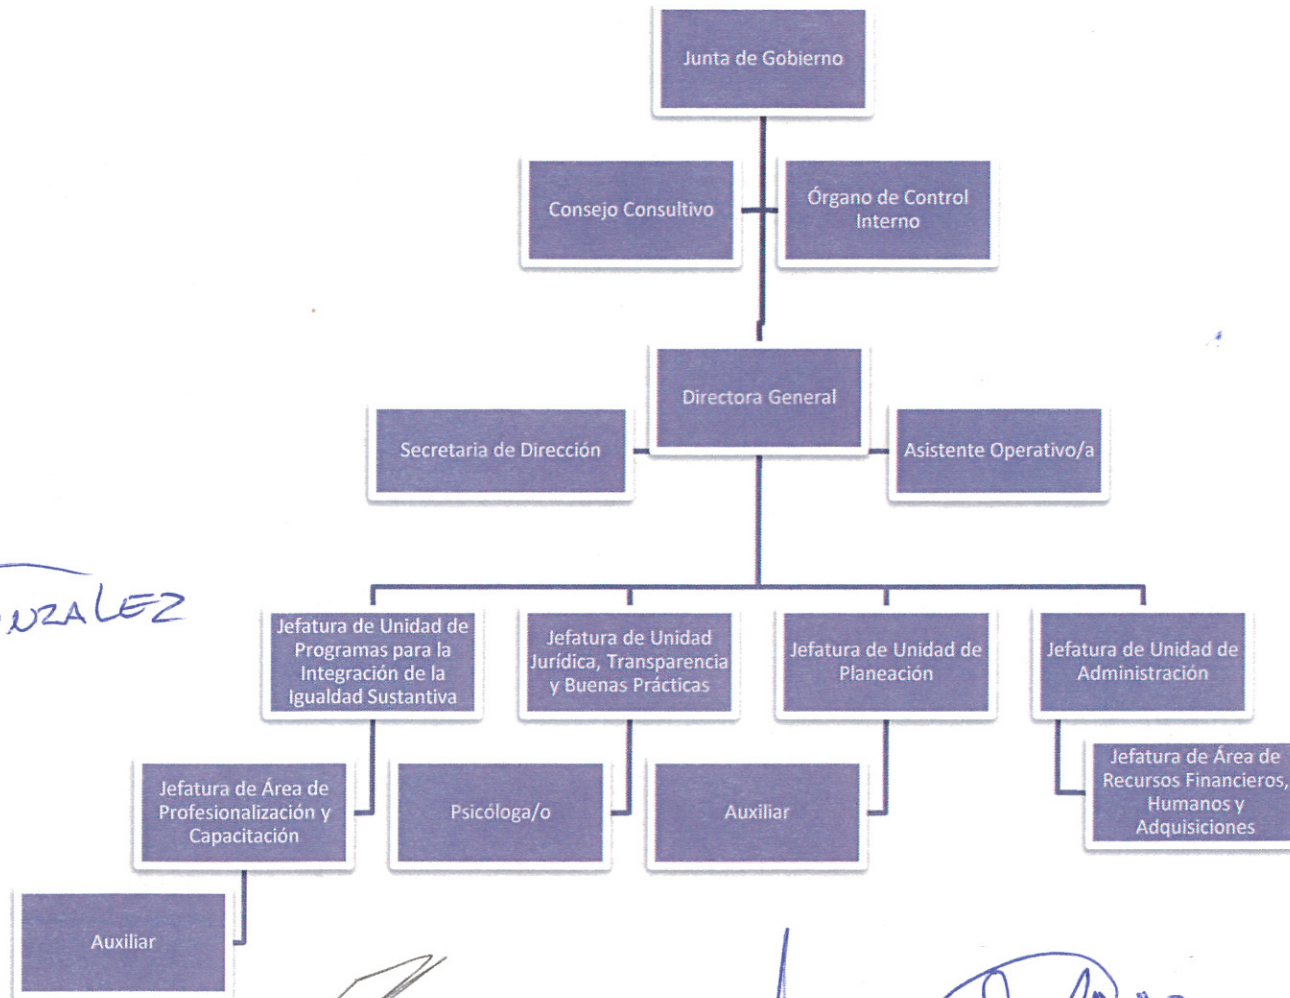 Junta de Gobierno
Consejo Consultivo
Órgano de Control
Interno
Directora General
Secretaria de Dirección
Asistente Operativo/a
NZALEZ
Jefatura de Unidad de
Programas para la
Integración de la
Igualdad Sustantiva
Jefatura de Unidad
Jurídica, Transparencia
y Buenas Prácticas
Jefatura de Unidad de
Planeación
Jefatura de Unidad de
Administración
Jefatura de Área de
Profesionalización y
Capacitación
Psicóloga/o
Auxiliar
Jefatura de Área de
Recursos Financieros,
Humanos y
Adquisiciones
Auxiliar